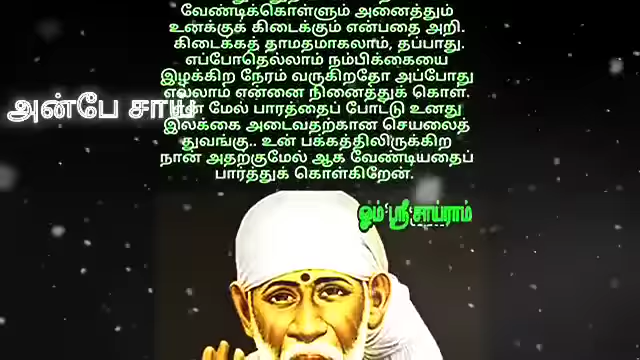 வேண்டிக்கொள்ளும் அனைத்தும்
உனக்குக் கிடைக்கும் என்பதை அறி.
கிடைக்கத் தாமதமாகலாம், தப்பாது.
எப்போதெல்லாம் நம்பிக்கையை
இழக்கிற நேரம் வருகிறதோ அப்போது
எல்லாம் என்னை நினைத்துக் கொள்.
என் மேல் பாரத்தைப் போட்டு உனது
இலக்கை அடைவதற்கான செயலைத்
துவங்கு.. உன் பக்கத்திலிருக்கிற
நான் அதற்குமேல் ஆக வேண்டியதைப்
பார்த்துக் கொள்கிறேன்.
அன்பே சாய்
ஓம் ஸ்ரீ சாய்ராம்